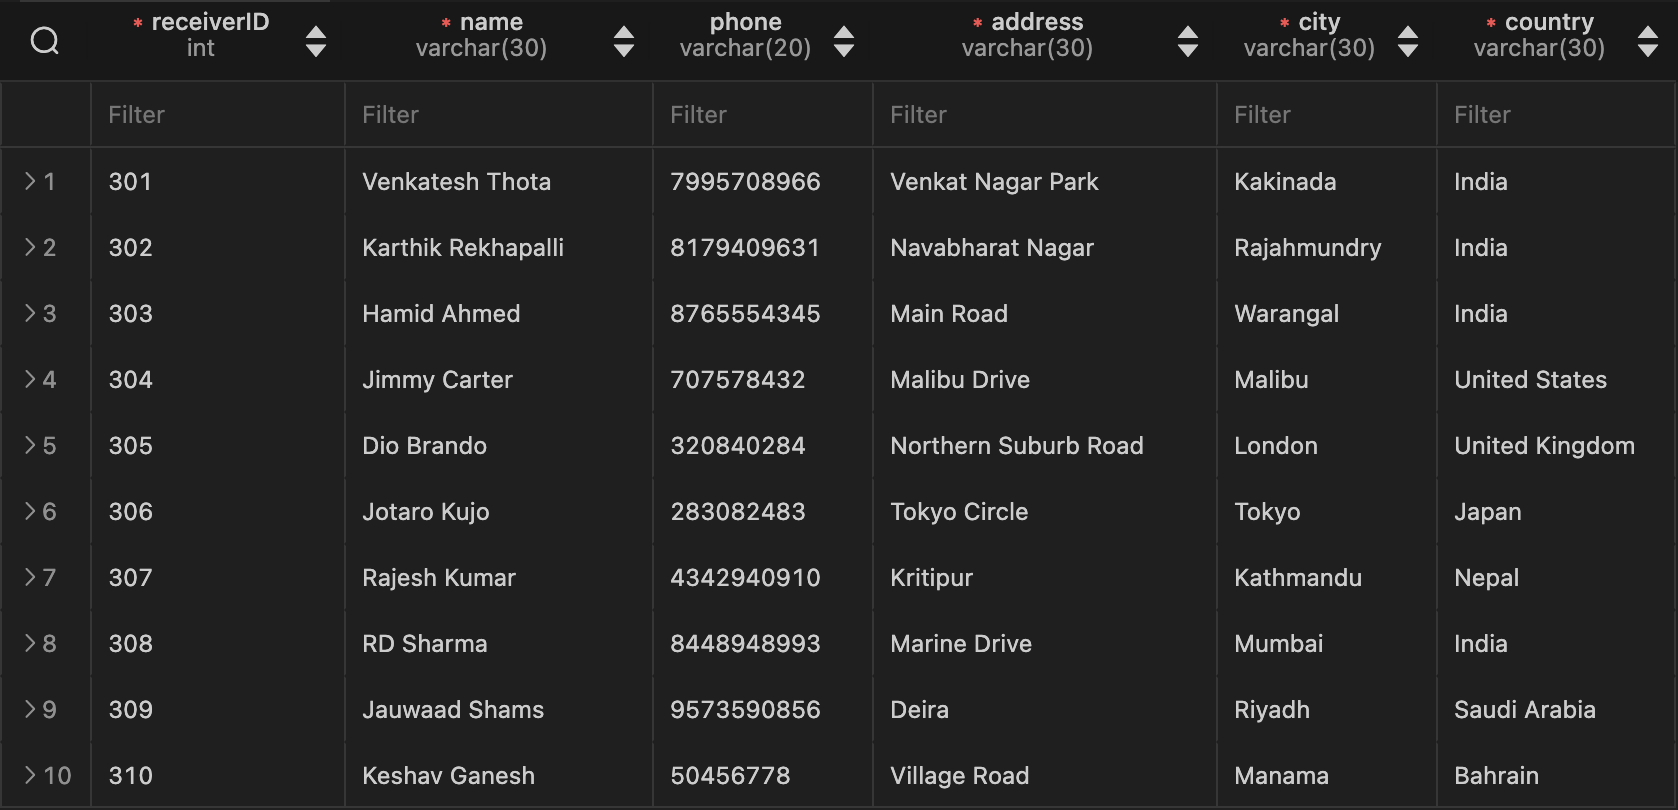 * receiverID * name phone * address * city * country
int varchar(30) varchar(20) varchar(30) varchar(30) varchar(30)
Filter Filter Filter Filter Filter Filter
1 301 Venkatesh Thota 7995708966 Venkat Nagar Park Kakinada India
2 302 Karthik Rekhapalli 8179409631 Navabharat Nagar Rajahmundry India
3 303 Hamid Ahmed 8765554345 Main Road Warangal India
4 304 Jimmy Carter 707578432 Malibu Drive Malibu United States
5 305 Dio Brando 320840284 Northern Suburb Road London United Kingdom
6 306 Jotaro Kujo 283082483 Tokyo Circle Tokyo Japan
7 307 Rajesh Kumar 4342940910 Kritipur Kathmandu Nepal
8 308 RD Sharma 8448948993 Marine Drive Mumbai India
9 309 Jauwaad Shams 9573590856 Deira Riyadh Saudi Arabia
10 310 Keshav Ganesh 50456778 Village Road Manama Bahrain